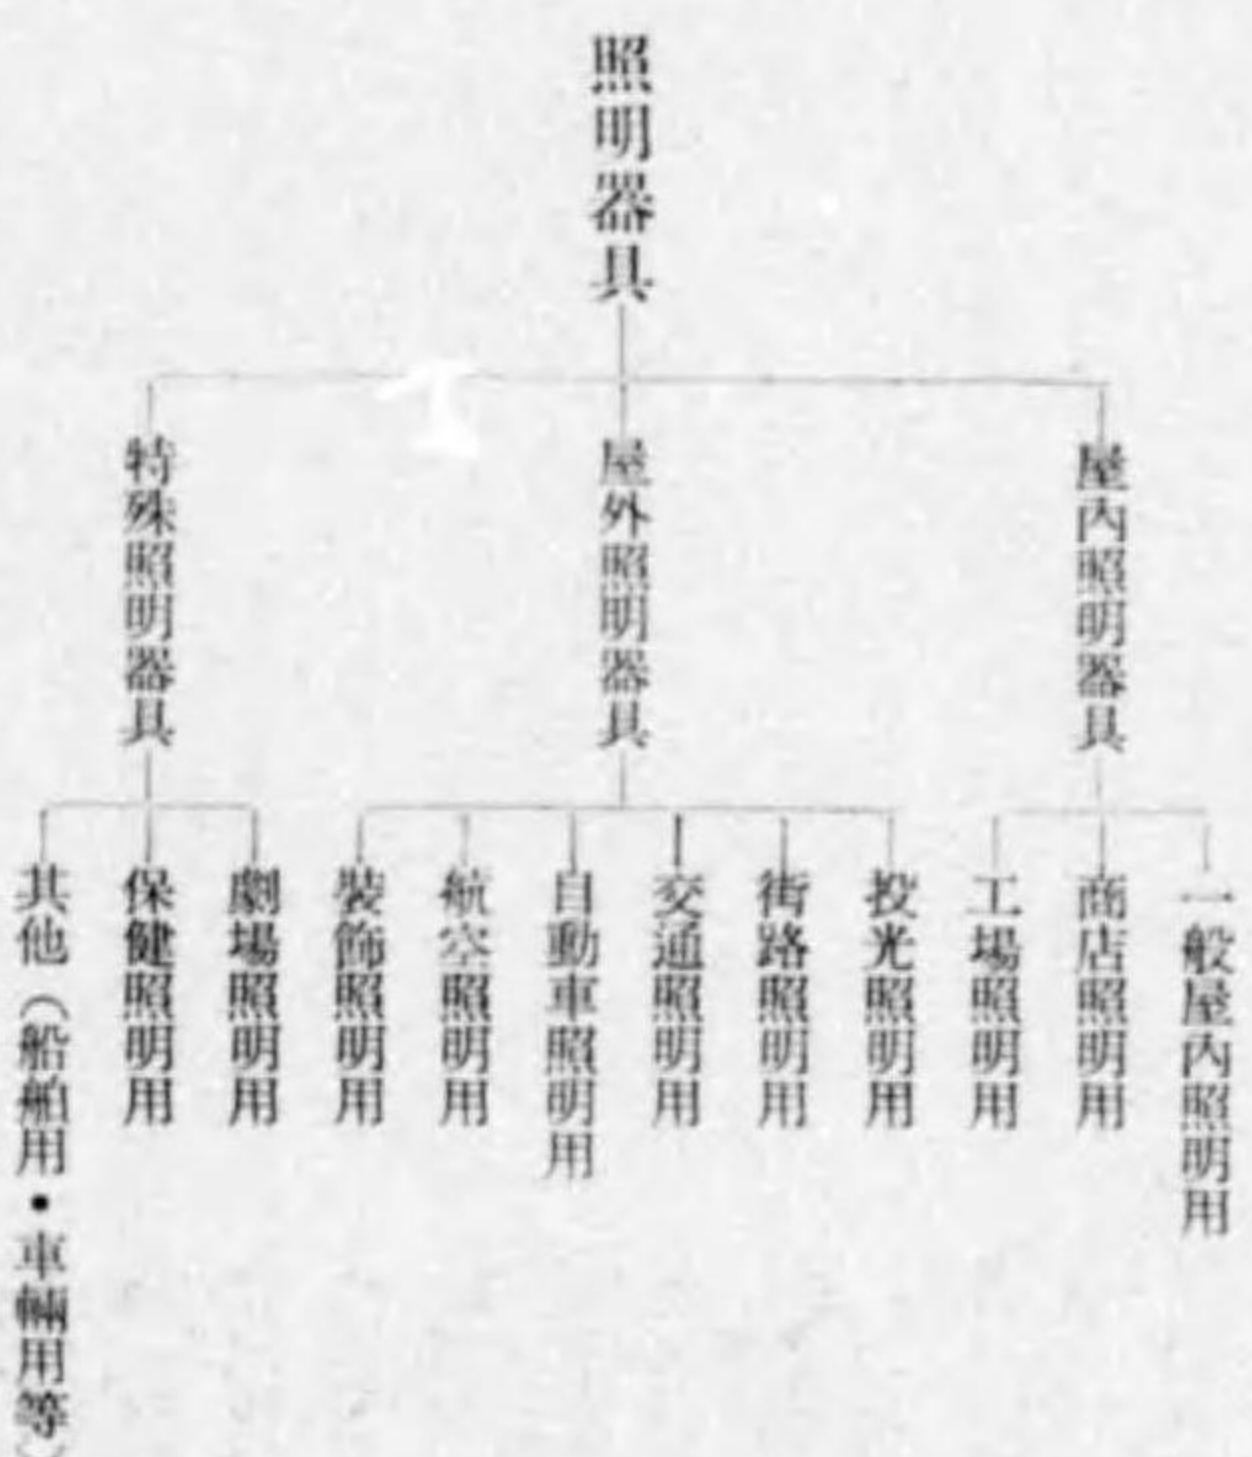 照明器具
屋內照明器具
一般屋內照明用
商店照明用
工場照明用
屋外照明器具
投光照明用
街路照明用
交通照明用
自動車照明用
航空照明用
裝飾照明用
特殊照明器具
劇場照明用
保健照明用
其他（船舶用・車輛用等）